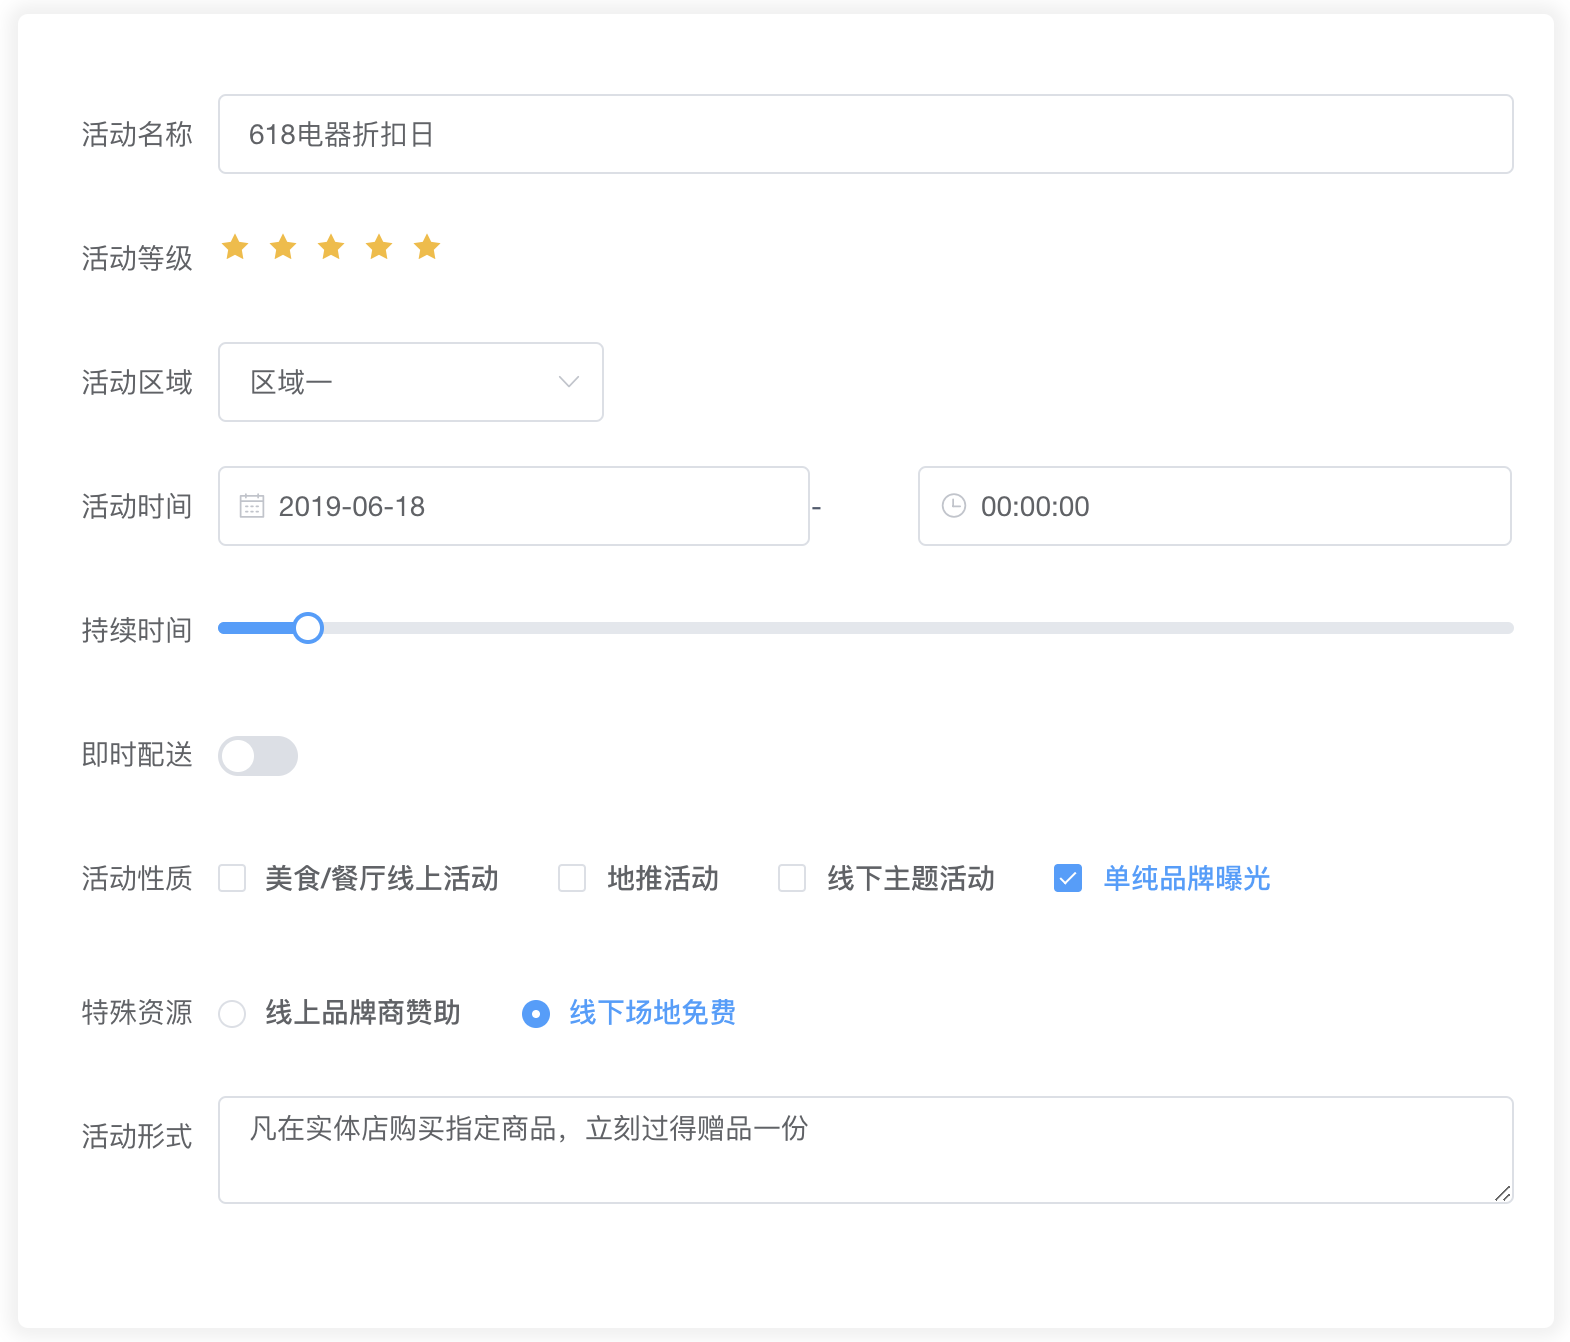 活动名称 618电器折扣日
活动等级
活动区域 区域一
活动时间 2019-06-18 - 00:00:00
持续时间
即时配送
活动性质 美食/餐厅线上活动 地推活动 线下主题活动 单纯品牌曝光
特殊资源 线上品牌商赞助 线下场地免费
活动形式 凡在实体店购买指定商品，立刻过得赠品一份